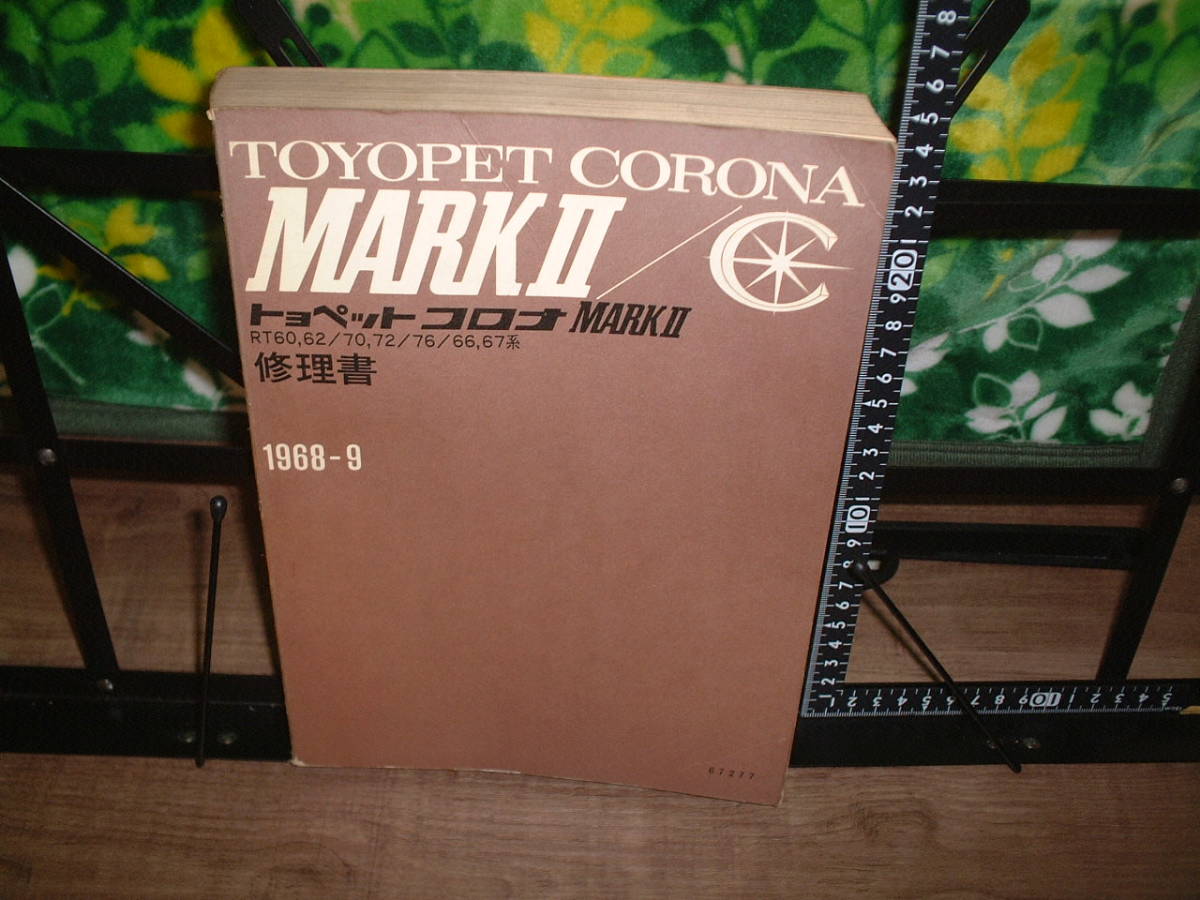 TOYOPET CORONA
MARK II
トヨペット コロナ MARK II
RT60,62/70,72/76/66,67系
修理書
1968-9
67277